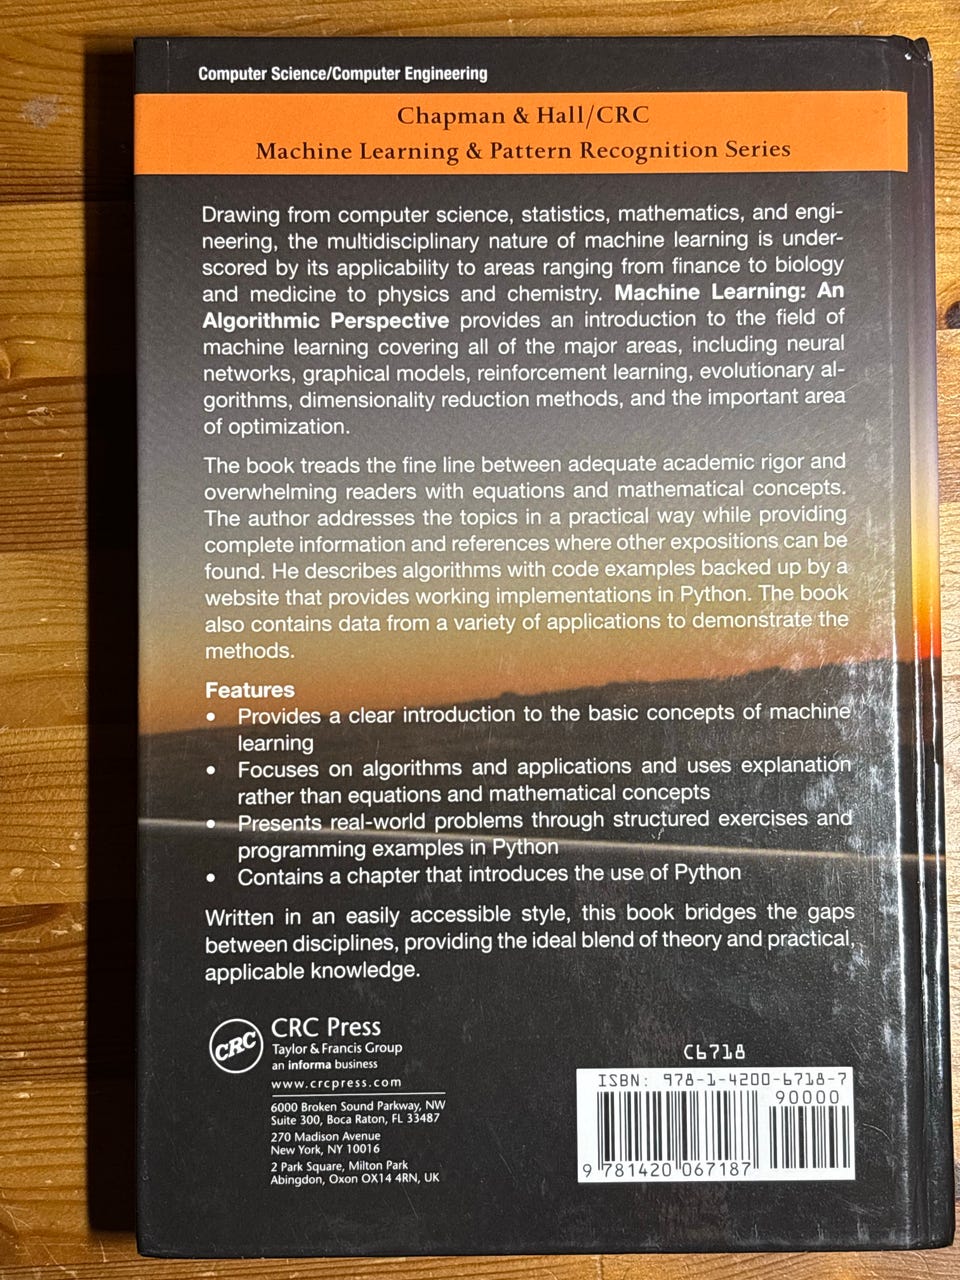 Computer Science/Computer Engineering
Chapman & Hall/CRC
Machine Learning & Pattern Recognition Series
Drawing from computer science, statistics, mathematics, and engi-
neering, the multidisciplinary nature of machine learning is under-
scored by its applicability to areas ranging from finance to biology
and medicine to physics and chemistry. Machine Learning: An
Algorithmic Perspective provides an introduction to the field of
machine learning covering all of the major areas, including neural
networks, graphical models, reinforcement learning, evolutionary al-
gorithms, dimensionality reduction methods, and the important area
of optimization.
The book treads the fine line between adequate academic rigor and
overwhelming readers with equations and mathematical concepts.
The author addresses the topics in a practical way while providing
complete information and references where other expositions can be
found. He describes algorithms with code examples backed up by a
website that provides working implementations in Python. The book
also contains data from a variety of applications to demonstrate the
methods.
Features
• Provides a clear introduction to the basic concepts of machine
learning
• Focuses on algorithms and applications and uses explanation
rather than equations and mathematical concepts
• Presents real-world problems through structured exercises and
programming examples in Python
• Contains a chapter that introduces the use of Python
Written in an easily accessible style, this book bridges the gaps
between disciplines, providing the ideal blend of theory and practical,
applicable knowledge.
CRC
CRC Press
Taylor & Francis Group
an informa business
www.crcpress.com
6000 Broken Sound Parkway, NW
Suite 300, Boca Raton, FL 33487
270 Madison Avenue
New York, NY 10016
2 Park Square, Milton Park
Abingdon, Oxon OX14 4RN, UK
C6718
ISBN: 978-1-4200-6718-7
90000
9 781420 067187